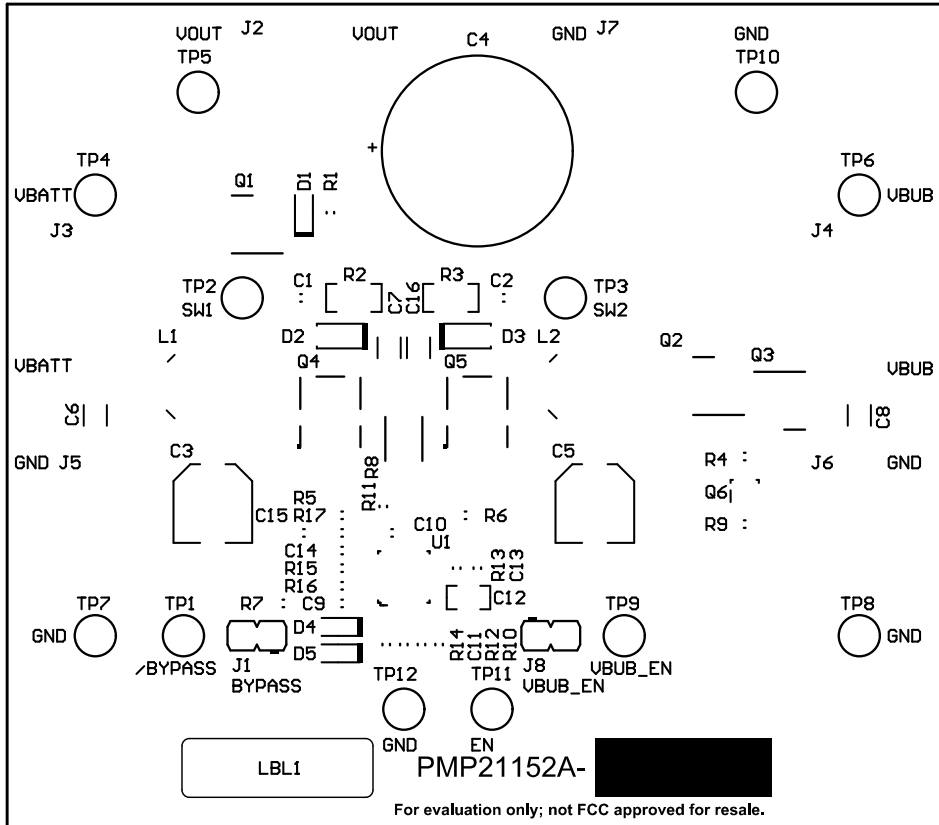 VOUT J2 VOUT C4 GND J7 GND
TP5 TP10
+
TP4 Q1 D1 R1 TP6
VBATT VBUB
J3 J4
TP2 C1 R2 C7 C16 R3 C2 TP3
SW1 SW2
L1 D2 D3 L2 Q2 Q3
VBATT Q4 Q5 VBUB
C6 C8
C3 R8 C5 R4
GND J5 J6 GND
R5 R11 Q6
C15 R17 C10 R6 R9
C14 U1
R15 R13 C13
R16 C12
TP7 TP1 R7 C9 TP9 TP8
GND D4 GND
/BYPASS J1 D5 R14 C11 R12 R10 J8 VBUB_EN
BYPASS TP12 TP11 VBUB_EN
GND EN
LBL1 PMP21152A-
For evaluation only; not FCC approved for resale.